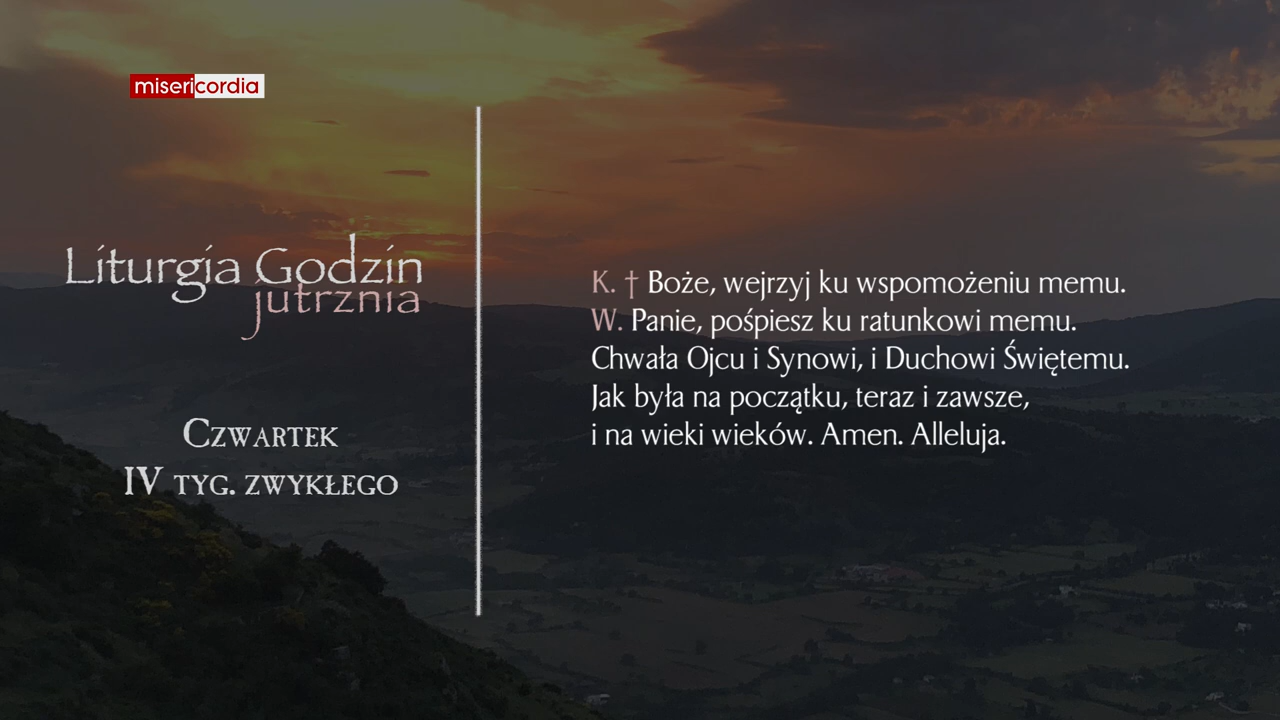 misericordia
Liturgia Godzin
jutrznia
Czwartek
IV tyg. zwykłego
K. † Boże, wejrzyj ku wspomożeniu memu.
W. Panie, pośpiesz ku ratunkowi memu.
Chwała Ojcu i Synowi, i Duchowi Świętemu.
Jak była na początku, teraz i zawsze,
i na wieki wieków. Amen. Alleluja.